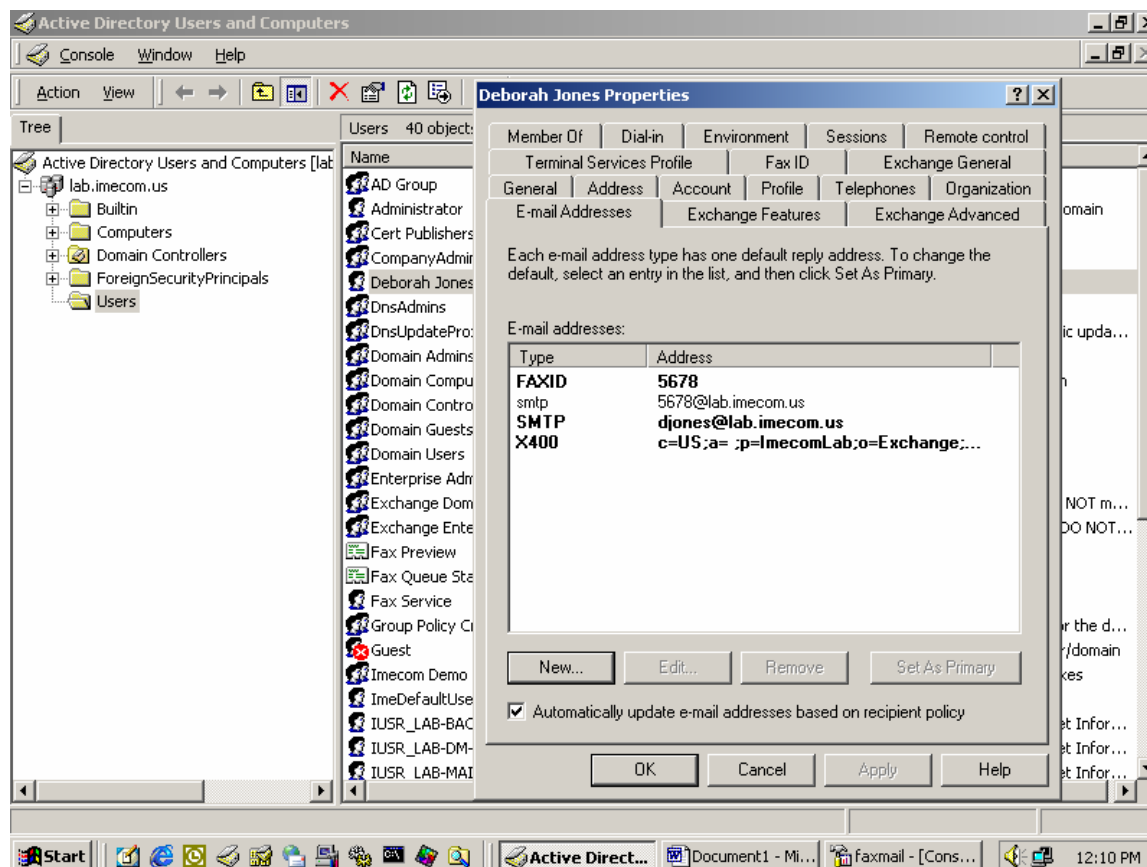 Active Directory Users and Computers
Console Window Help
Action View
Tree
Active Directory Users and Computers [lab
lab.imecom.us
Builtin
Computers
Domain Controllers
ForeignSecurityPrincipals
Users
Users 40 object
Name
AD Group
Administrator
Cert Publishers
CompanyAdmi
Deborah Jones
DnsAdmins
DnsUpdatePro
Domain Admins
Domain Compu
Domain Contro
Domain Guests
Domain Users
Enterprise Adm
Exchange Dom
Exchange Ente
Fax Preview
Fax Queue Sta
Fax Service
Group Policy C
Guest
Imecom Demo
ImeDefaultUse
IUSR_LAB-BAC
IUSR_LAB-DM-
IUSR_LAB-MAI
omain
ic upda...
n
NOT m...
DO NOT...
or the d...
r/domain
kes
et Infor...
et Infor...
et Infor...
Deborah Jones Properties
Member Of Dial-in Environment Sessions Remote control
Terminal Services Profile Fax ID Exchange General
General Address Account Profile Telephones Organization
E-mail Addresses Exchange Features Exchange Advanced
Each e-mail address type has one default reply address. To change the
default, select an entry in the list, and then click Set As Primary.
E-mail addresses:
Type Address
FAXID 5678
smtp 5678@lab.imecom.us
SMTP djones@lab.imecom.us
X400 c=US;a= ;p=ImecomLab;o=Exchange;...
New... Edit... Remove Set As Primary
Automatically update e-mail addresses based on recipient policy
OK Cancel Apply Help
Start Active Direct... Document1 - Mi... faxmail - [Cons... 12:10 PM